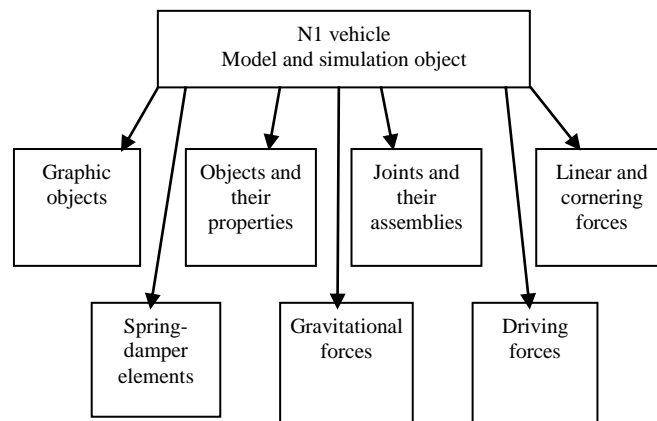 N1 vehicle
Model and simulation object
Graphic
objects
Objects and
their
properties
Joints and
their
assemblies
Linear and
cornering
forces
Spring-
damper
elements
Gravitational
forces
Driving
forces